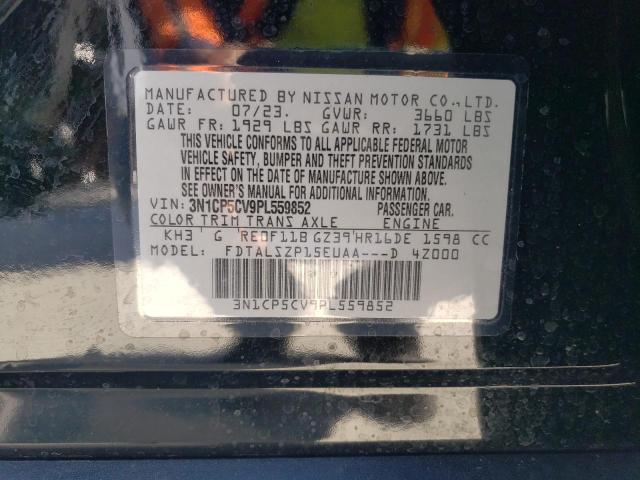 MANUFACTURED BY NISSAN MOTOR CO.,LTD.
DATE: 07/23. GVWR: 3660 LBS
GAWR FR: 1929 LBS GAWR RR: 1731 LBS
THIS VEHICLE CONFORMS TO ALL APPLICABLE FEDERAL MOTOR
VEHICLE SAFETY, BUMPER AND THEFT PREVENTION STANDARDS
IN EFFECT ON THE DATE OF MANUFACTURE SHOWN ABOVE.
SEE OWNER'S MANUAL FOR ADDITIONAL INFORMATION.
VIN: 3N1CP5CV9PL559852 PASSENGER CAR.
COLOR TRIM TRANS AXLE ENGINE
KH3 G RE0F11B GZ39 HR16DE 1598 CC
MODEL: FDTALSZP15EUAA---D 4Z000
3N1CP5CV9PL559852